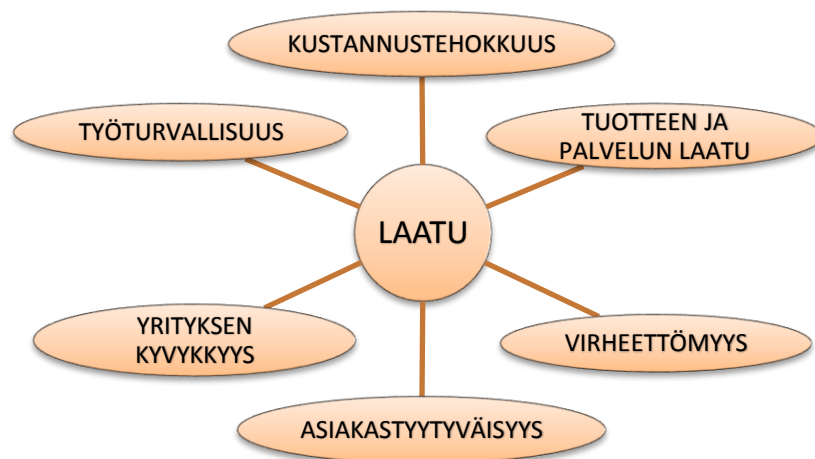 KUSTANNUSTEHOKKUUS
TYÖTURVALLISUUS
TUOTTEEN JA
PALVELUN LAATU
LAATU
YRITYKSEN
KYVYKKYYS
VIRHEETTÖMYYS
ASIAKASTYYTYVÄISYYS